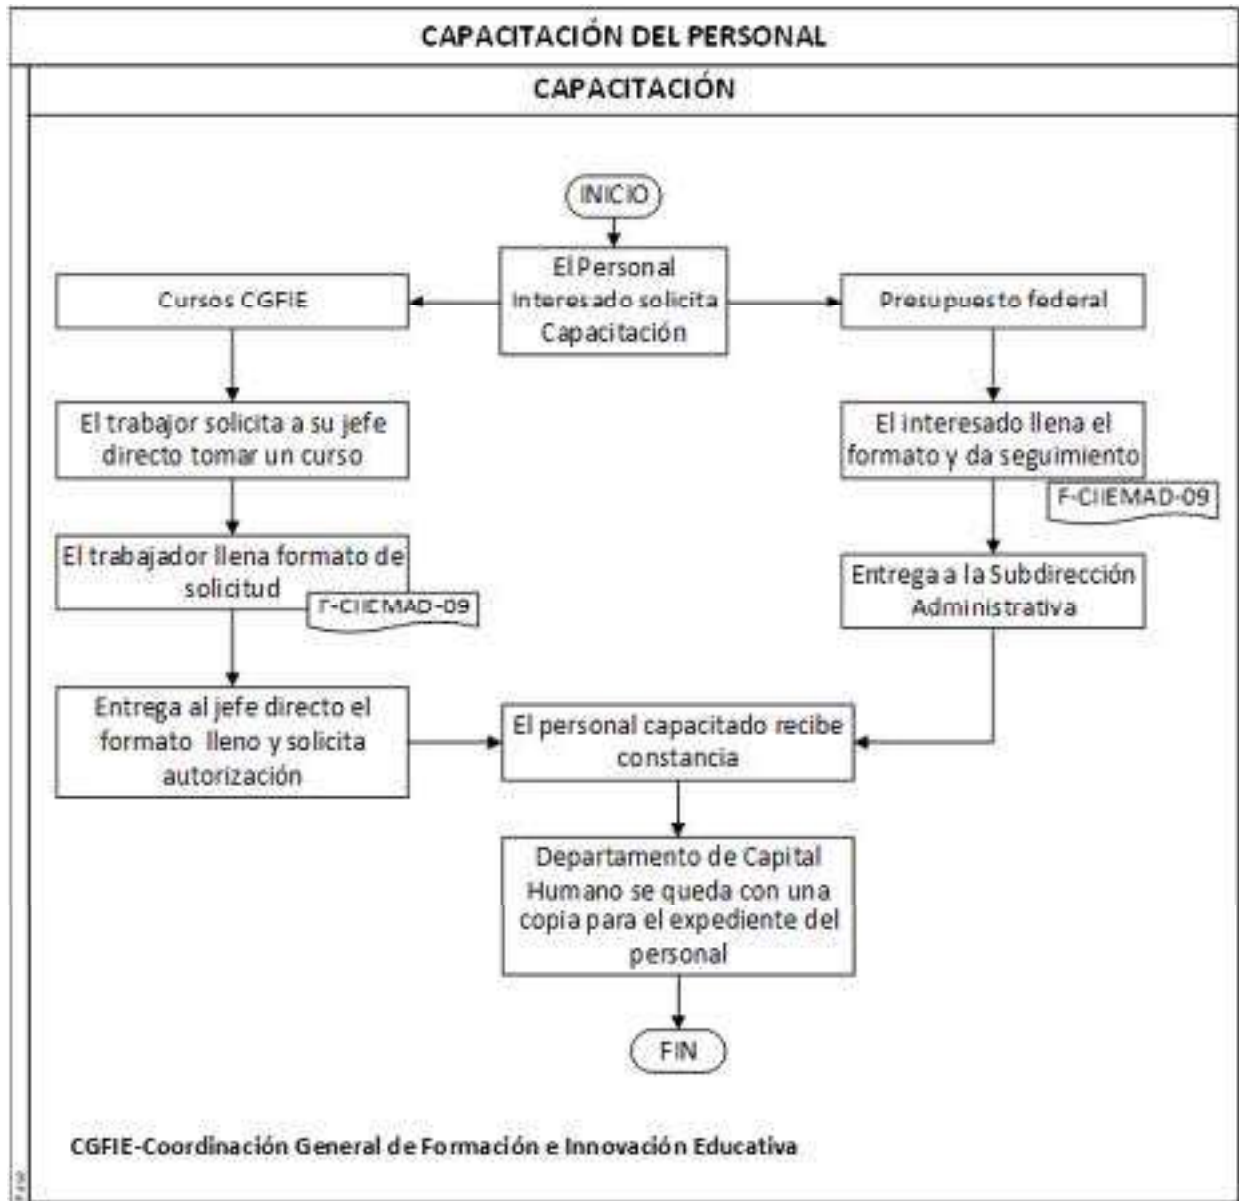 CAPACITACIÓN DEL PERSONAL
CAPACITACIÓN
INICIO
El Personal
Interesado solicita
Capacitación
Cursos CGFIE
Presupuesto federal
El trabajor solicita a su jefe
directo tomar un curso
El interesado llena el
formato y da seguimiento
F-CIIEMAD-09
El trabajador llena formato de
solicitud
F-CIIEMAD-09
Entrega a la Subdirección
Administrativa
Entrega al jefe directo el
formato lleno y solicita
autorización
El personal capacitado recibe
constancia
Departamento de Capital
Humano se queda con una
copia para el expediente del
personal
FIN
CGFIE-Coordinación General de Formación e Innovación Educativa